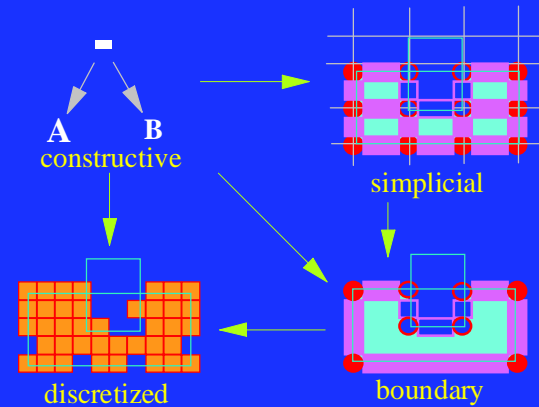 A B
constructive
simplicial
discretized
boundary